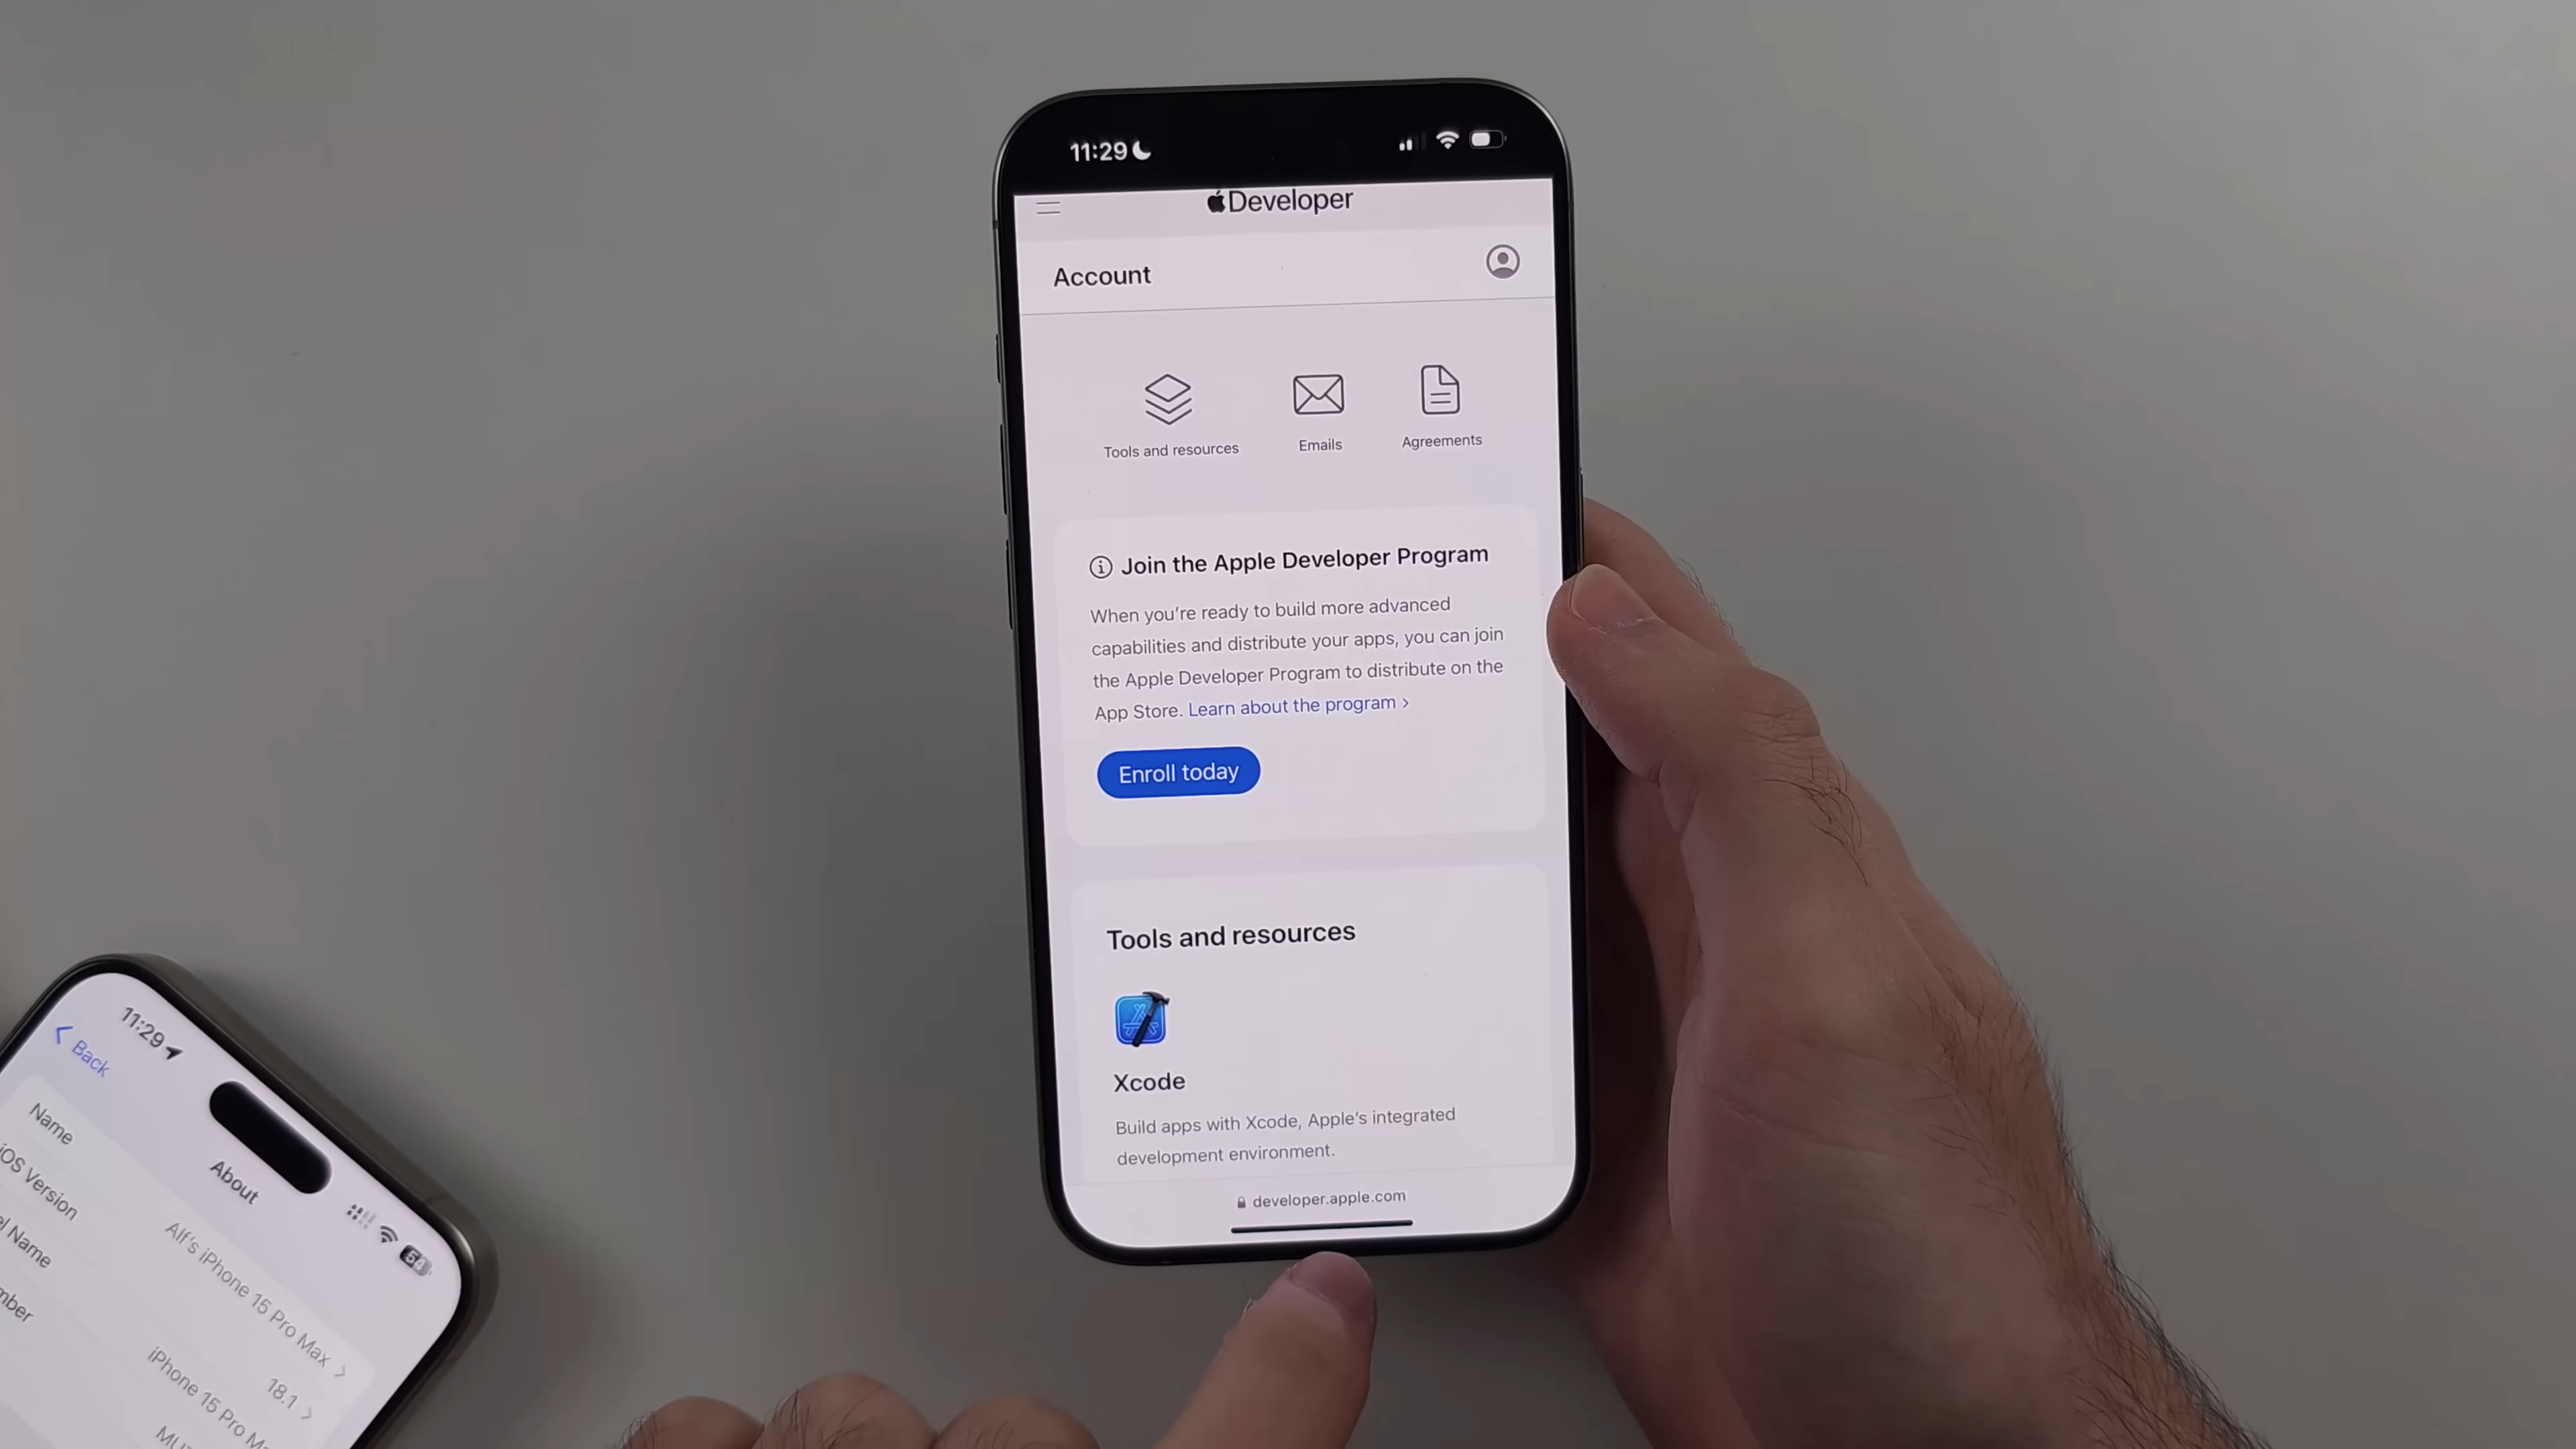 11:29
Developer
Account
Tools and resources
Emails
Agreements
Join the Apple Developer Program
When you're ready to build more advanced
capabilities and distribute your apps, you can join
the Apple Developer Program to distribute on the
App Store. Learn about the program >
Enroll today
Tools and resources
Xcode
Build apps with Xcode, Apple's integrated
development environment.
developer.apple.com
11:29
54
Back
About
Name
Alf's iPhone 15 Pro Max >
iOS Version
18.1 >
Name
iPhone 15 Pro